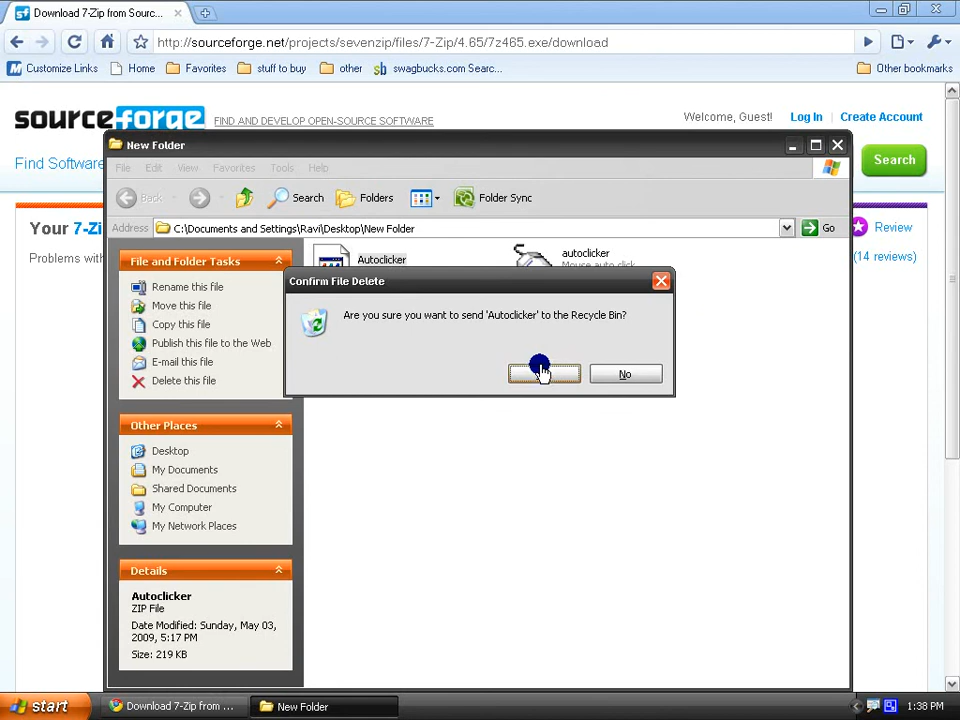 Download 7-Zip from Sourc...
http://sourceforge.net/projects/sevenzip/files/7-Zip/4.65/7z465.exe/download
Customize Links Home Favorites stuff to buy other swagbucks.com Searc... Other bookmarks
sourceforge FIND AND DEVELOP OPEN-SOURCE SOFTWARE Welcome, Guest! Log In Create Account
Find Software Search
Your 7-Zi Review
Problems with (14 reviews)
New Folder
File Edit View Favorites Tools Help
Back Search Folders Folder Sync
Address C:\Documents and Settings\Ravi\Desktop\New Folder Go
File and Folder Tasks
Rename this file
Move this file
Copy this file
Publish this file to the Web
E-mail this file
Delete this file
Other Places
Desktop
My Documents
Shared Documents
My Computer
My Network Places
Details
Autoclicker
ZIP File
Date Modified: Sunday, May 03,
2009, 5:17 PM
Size: 219 KB
Autoclicker
autoclicker
Mouse auto click
Confirm File Delete
Are you sure you want to send 'Autoclicker' to the Recycle Bin?
No
start Download 7-Zip from ... New Folder 1:38 PM